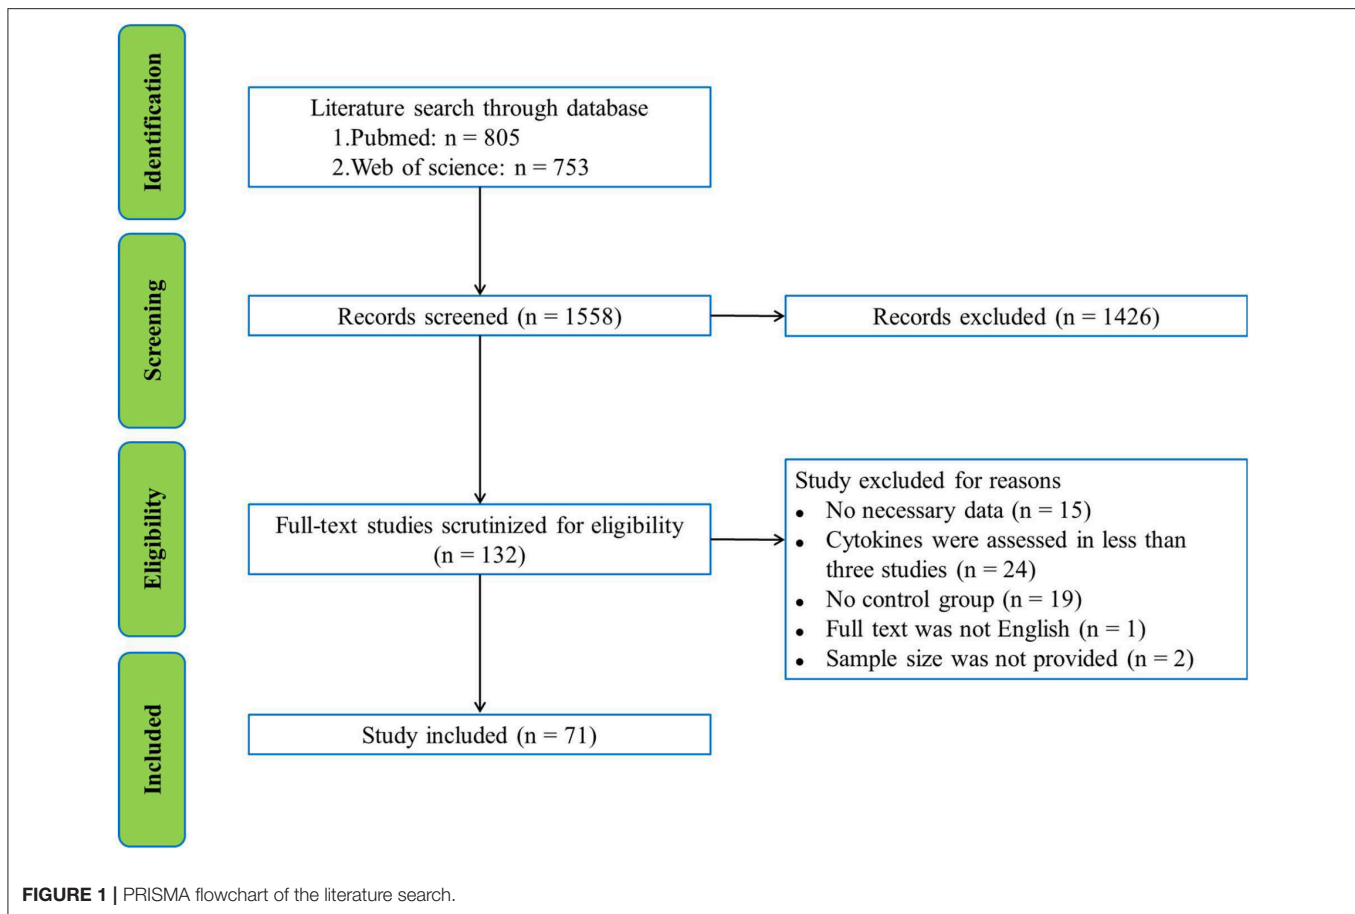 Identification
Literature search through database
1.Pubmed: n = 805
2.Web of science: n = 753
Screening
Records screened (n = 1558)
Records excluded (n = 1426)
Eligibility
Full-text studies scrutinized for eligibility
(n = 132)
Study excluded for reasons
• No necessary data (n = 15)
• Cytokines were assessed in less than
three studies (n = 24)
• No control group (n = 19)
• Full text was not English (n = 1)
• Sample size was not provided (n = 2)
Included
Study included (n = 71)
FIGURE 1 | PRISMA flowchart of the literature search.